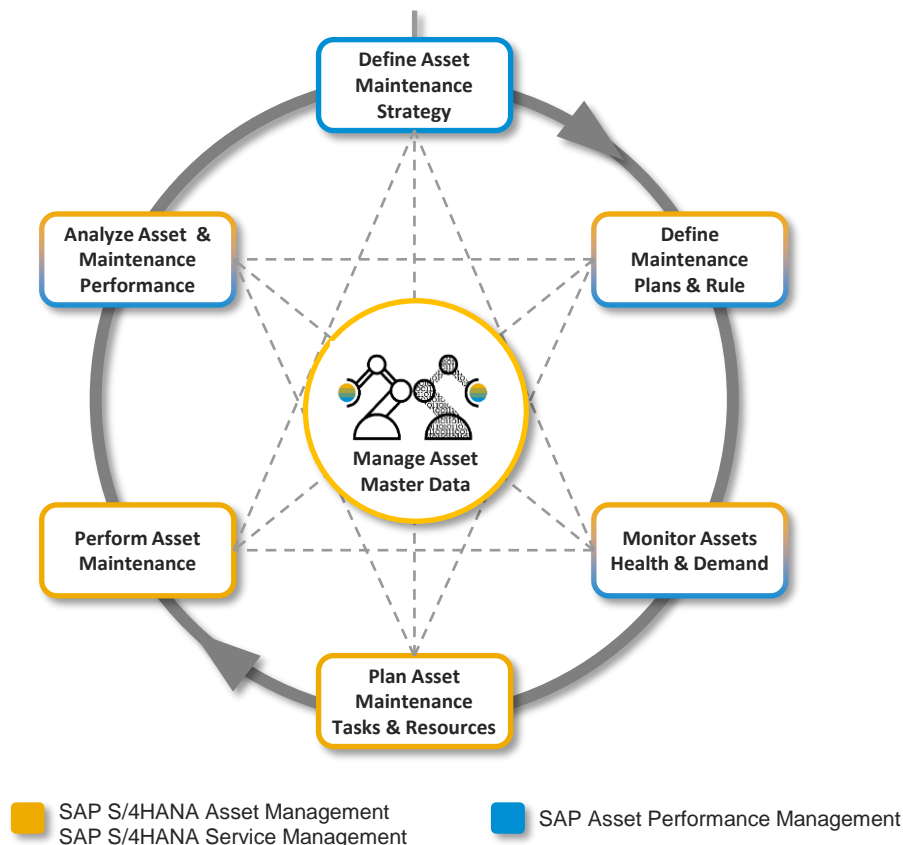 Define Asset
Maintenance
Strategy
Analyze Asset &
Maintenance
Performance
Define
Maintenance
Plans & Rule
Manage Asset
Master Data
Perform Asset
Maintenance
Monitor Assets
Health & Demand
Plan Asset
Maintenance
Tasks & Resources
SAP S/4HANA Asset Management
SAP S/4HANA Service Management
SAP Asset Performance Management